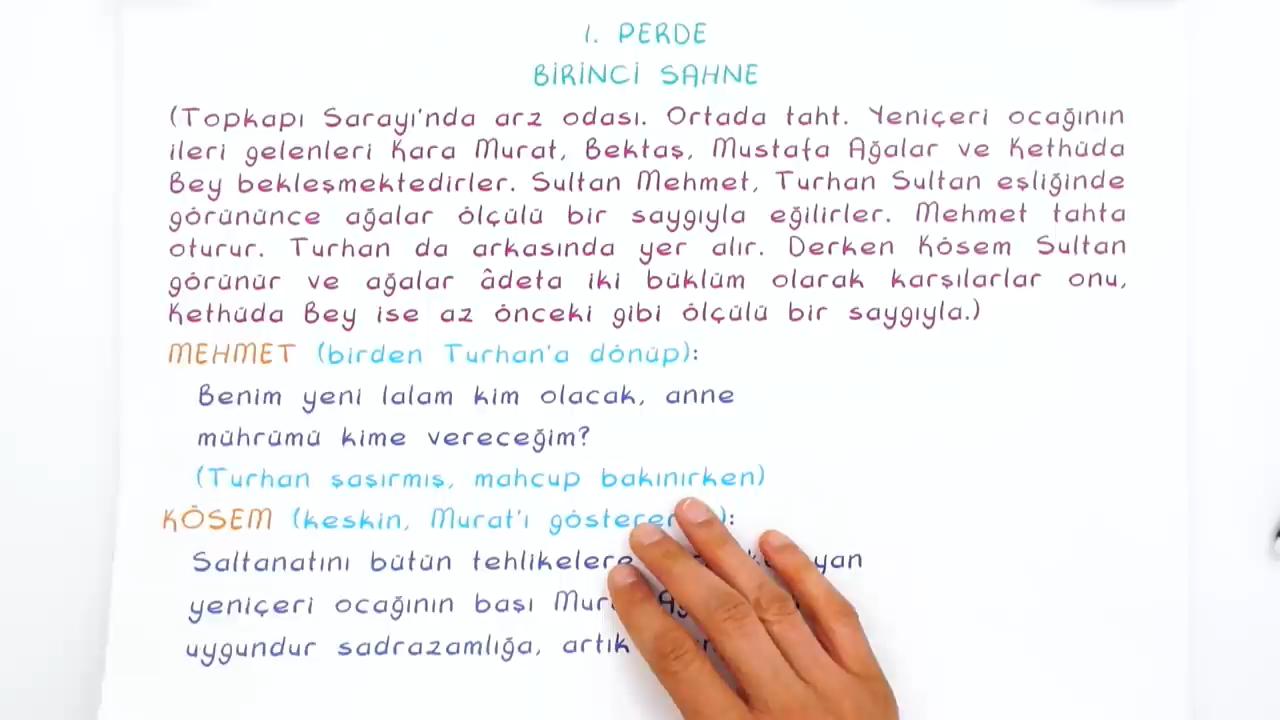 1. PERDE
BİRİNCİ SAHNE
(Topkapı Sarayı'nda arz odası. Ortada taht. Yeniçeri ocağının
ileri gelenleri Kara Murat, Bektaş, Mustafa Ağalar ve Kethüda
Bey bekleşmektedirler. Sultan Mehmet, Turhan Sultan eşliğinde
görününce ağalar ölçülü bir saygıyla eğilirler. Mehmet tahta
oturur. Turhan da arkasında yer alır. Derken Kösem Sultan
görünür ve ağalar âdeta iki büklüm olarak karşılarlar onu,
Kethüda Bey ise az önceki gibi ölçülü bir saygıyla.)
MEHMET (birden Turhan'a dönüp):
Benim yeni lalam kim olacak, anne
mührümü kime vereceğim?
(Turhan şaşırmış, mahcup bakınırken)
KÖSEM (keskin, Murat'ı
Saltanatını bütün
yeniçeri ocağının başı
uygundur sadrazamlığa, artık